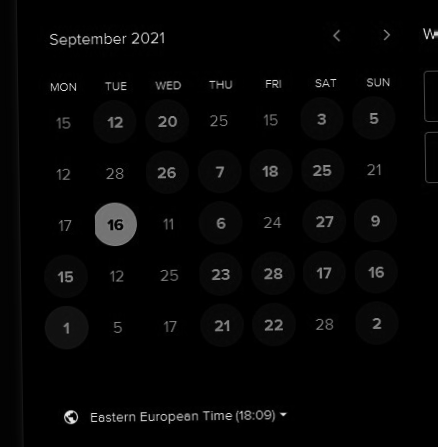 September 2021
W
MON TUE WED THU FRI SAT SUN
15 12 20 25 15 3 5
12 28 26 7 18 25 21
17 16 11 6 24 27 9
15 12 25 23 28 17 16
1 5 17 21 22 28 2
Eastern European Time (18:09)